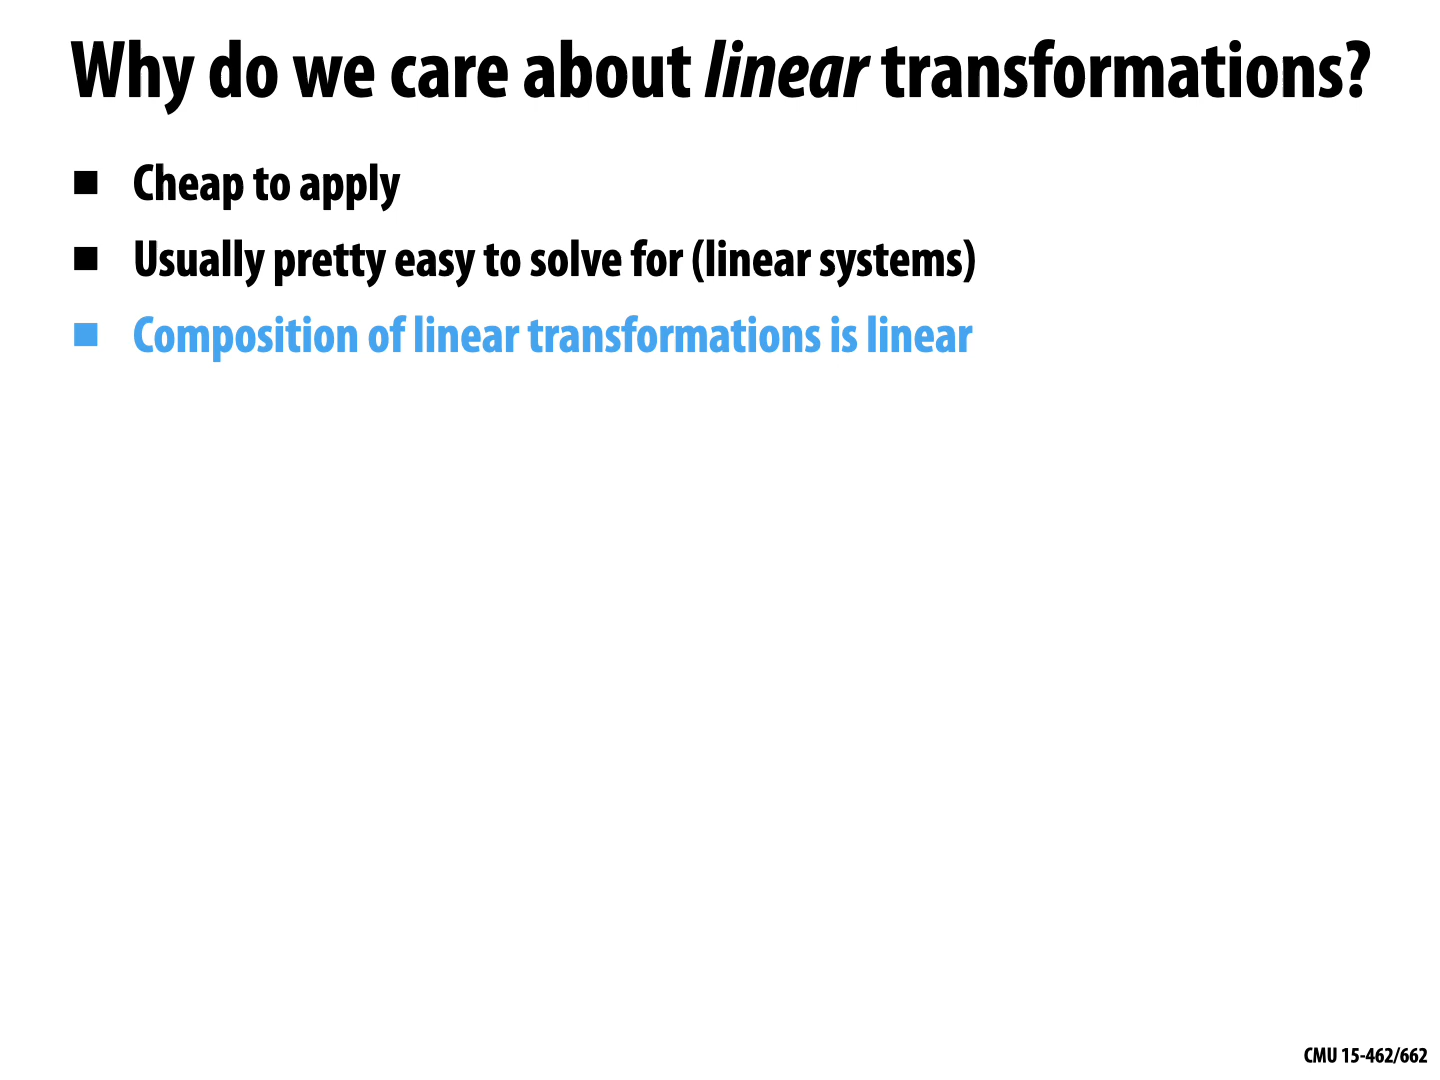 Why do we care about linear transformations?
■ Cheap to apply
■ Usually pretty easy to solve for (linear systems)
■ Composition of linear transformations is linear
CMU 15-462/662